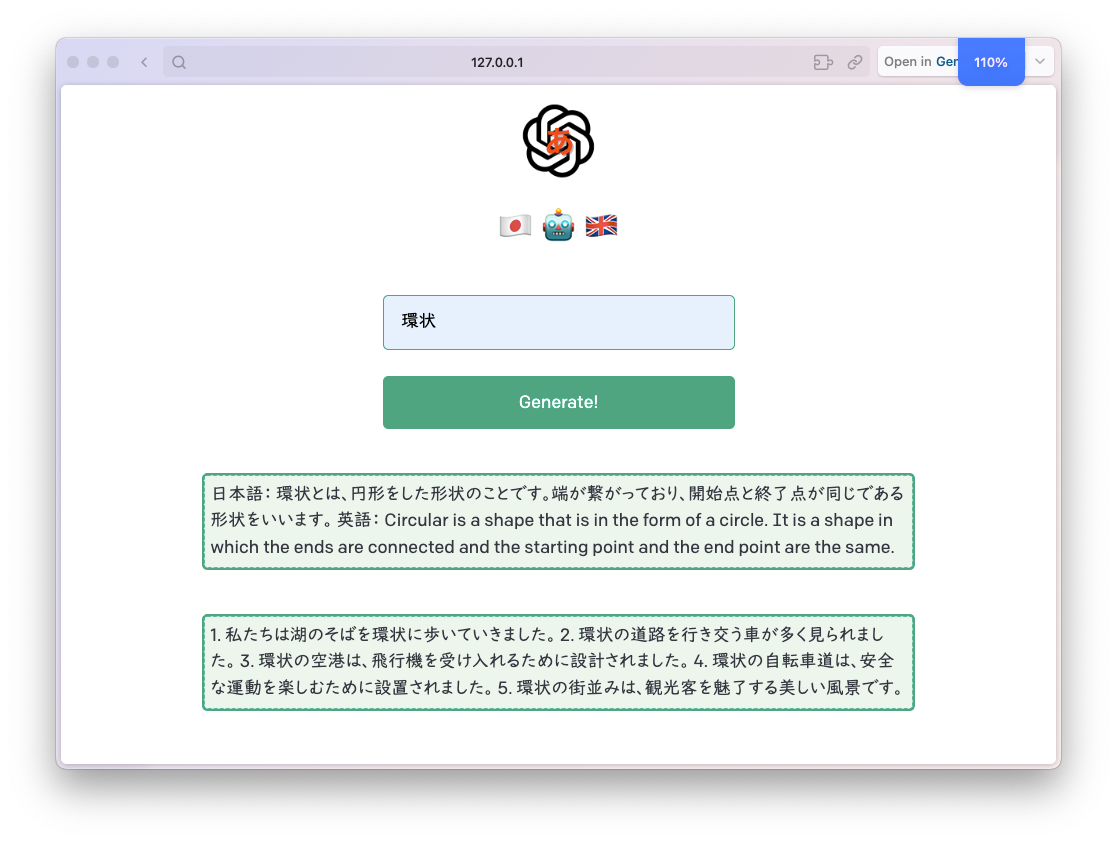 127.0.0.1
Open in Gen
110%
あ
環状
Generate!
日本語: 環状とは、円形をした形状のことです。端が繋がっており、開始点と終了点が同じである
形状をいいます。 英語: Circular is a shape that is in the form of a circle. It is a shape in
which the ends are connected and the starting point and the end point are the same.
1. 私たちは湖のそばを環状に歩いていきました。 2. 環状の道路を行き交う車が多く見られまし
た。 3. 環状の空港は、飛行機を受け入れるために設計されました。 4. 環状の自転車道は、安全
な運動を楽しむために設置されました。 5. 環状の街並みは、観光客を魅了する美しい風景です。